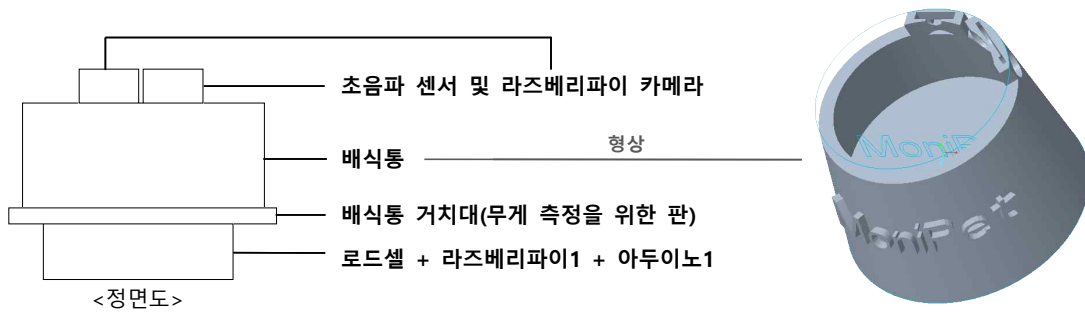 초음파 센서 및 라즈베리파이 카메라
배식통
형상
배식통 거치대(무게 측정을 위한 판)
로드셀 + 라즈베리파이1 + 아두이노1
<정면도>
MoniPet